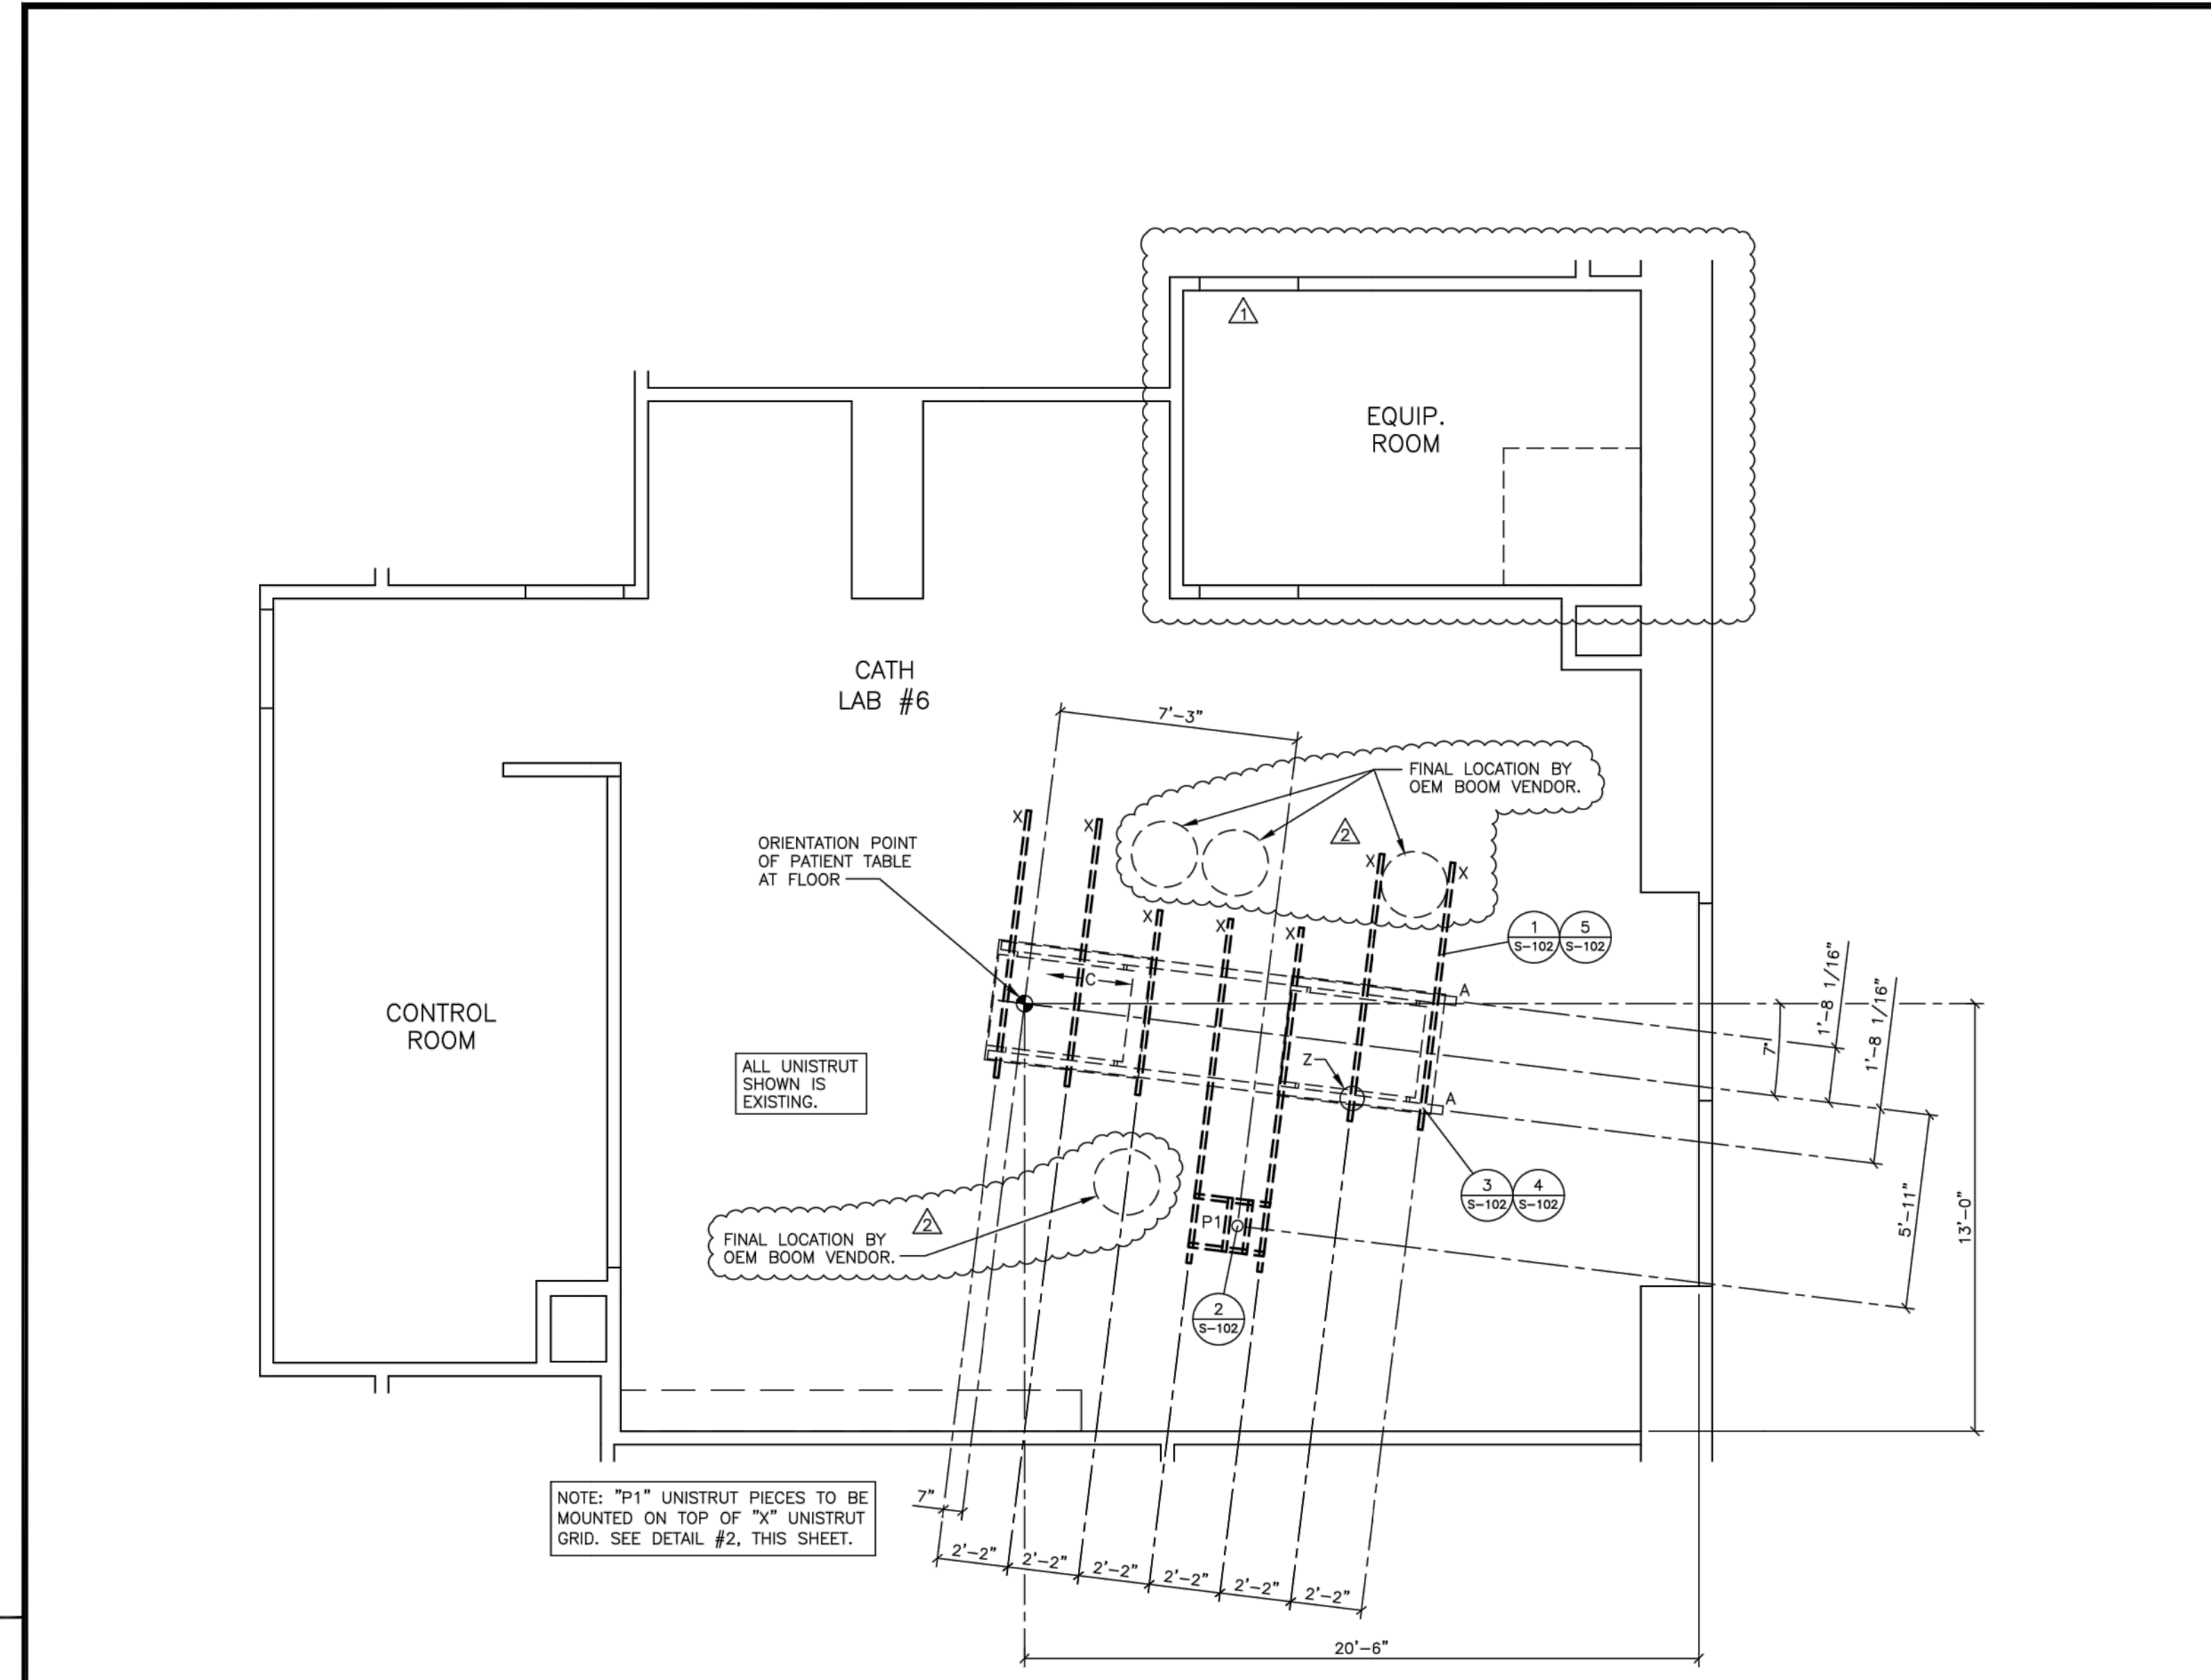 1
EQUIP.
ROOM
CATH
LAB #6
7'-3"
FINAL LOCATION BY
OEM BOOM VENDOR.
2
ORIENTATION POINT
OF PATIENT TABLE
AT FLOOR
X
X
X
X
X
X
X
1
S-102
5
S-102
C
A
1'-8 1/16"
1'-8 1/16"
7°
CONTROL
ROOM
ALL UNISTRUT
SHOWN IS
EXISTING.
Z
A
3
S-102
4
S-102
5'-11"
13'-0"
P1
2
FINAL LOCATION BY
OEM BOOM VENDOR.
2
S-102
NOTE: "P1" UNISTRUT PIECES TO BE
MOUNTED ON TOP OF "X" UNISTRUT
GRID. SEE DETAIL #2, THIS SHEET.
7"
2'-2"
2'-2"
2'-2"
2'-2"
2'-2"
2'-2"
20'-6"